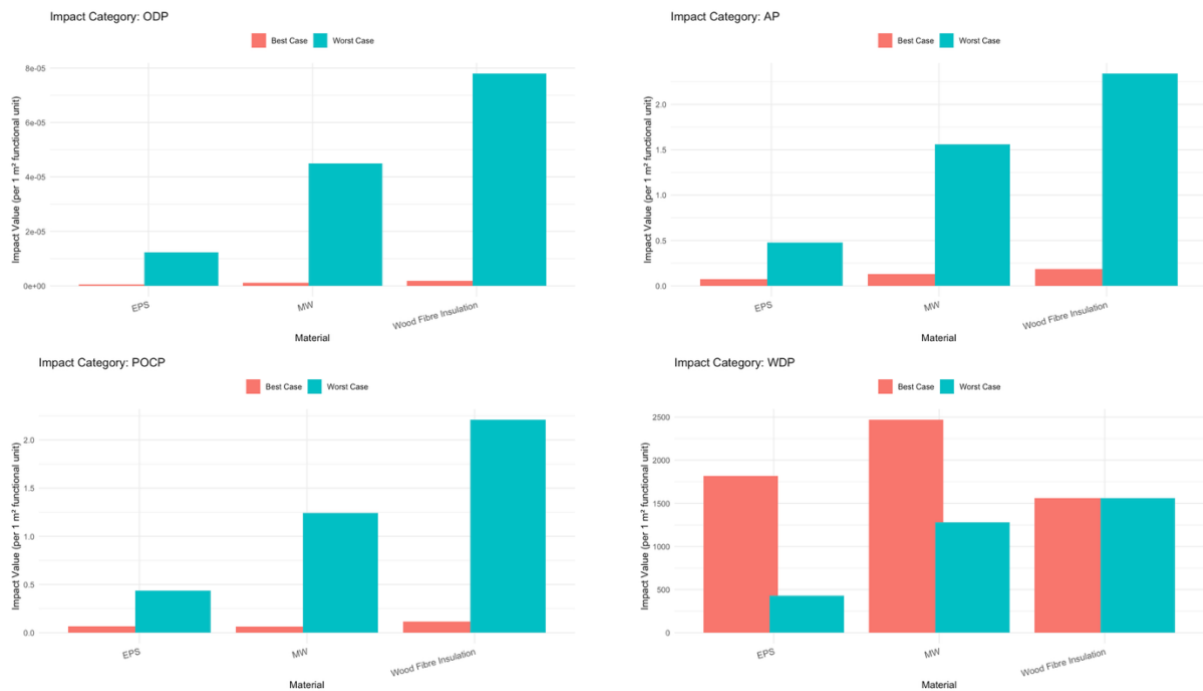 Impact Category: ODP
Best Case Worst Case
8e-05
6e-05
4e-05
2e-05
0e+00
Impact Value (per 1 m² functional unit)
EPS
MW
Wood Fibre Insulation
Material
Impact Category: AP
Best Case Worst Case
2.0
1.5
1.0
0.5
0.0
Impact Value (per 1 m² functional unit)
EPS
MW
Wood Fibre Insulation
Material
Impact Category: POCP
Best Case Worst Case
2.0
1.5
1.0
0.5
0.0
Impact Value (per 1 m² functional unit)
EPS
MW
Wood Fibre Insulation
Material
Impact Category: WDP
Best Case Worst Case
2500
2000
1500
1000
500
0
Impact Value (per 1 m² functional unit)
EPS
MW
Wood Fibre Insulation
Material